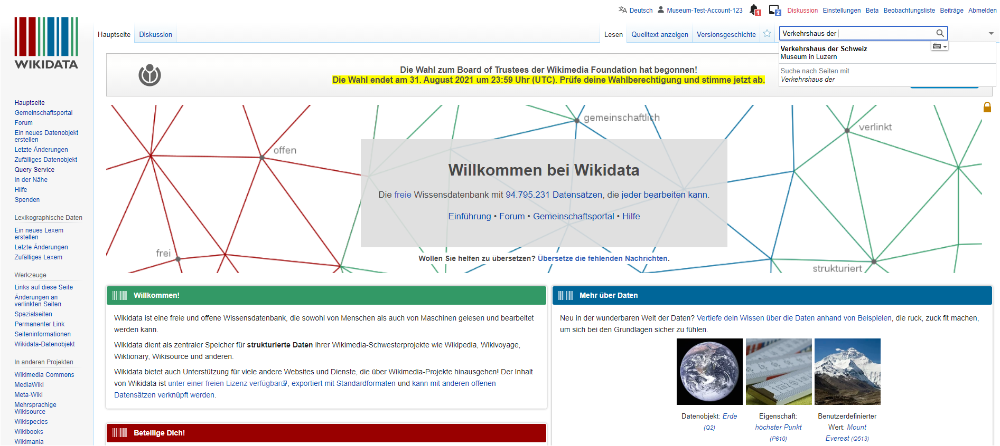 Deutsch Museum-Test-Account-123 1 2 Diskussion Einstellungen Beta Beobachtungsliste Beiträge Abmelden
Hauptseite Diskussion Lesen Quelltext anzeigen Versionsgeschichte Verkehrshaus der
Verkehrshaus der Schweiz
Museum in Luzern
Suche nach Seiten mit
Verkehrshaus der
WIKIDATA
Die Wahl zum Board of Trustees der Wikimedia Foundation hat begonnen!
Die Wahl endet am 31. August 2021 um 23:59 Uhr (UTC). Prüfe deine Wahlberechtigung und stimme jetzt ab.
Hauptseite
Gemeinschaftsportal
Forum
Ein neues Datenobjekt
erstellen
Letzte Änderungen
Zufälliges Datenobjekt
Query Service
In der Nähe
Hilfe
Spenden
Lexikographische Daten
Ein neues Lexem
erstellen
Letzte Änderungen
Zufälliges Lexem
Werkzeuge
Links auf diese Seite
Änderungen an
verlinkten Seiten
Spezialseiten
Permanenter Link
Seiteninformationen
Wikidata-Datenobjekt
In anderen Projekten
Wikimedia Commons
MediaWiki
Meta-Wiki
Mehrsprachige
Wikisource
Wikispecies
Wikibooks
Wikimania
gemeinschaftlich
verlinkt
offen
frei
strukturiert
Willkommen bei Wikidata
Die freie Wissensdatenbank mit 94.795.231 Datensätzen, die jeder bearbeiten kann.
Einführung • Forum • Gemeinschaftsportal • Hilfe
Wollen Sie helfen zu übersetzen? Übersetze die fehlenden Nachrichten.
Willkommen!
Wikidata ist eine freie und offene Wissensdatenbank, die sowohl von Menschen als auch von Maschinen gelesen und bearbeitet
werden kann.
Wikidata dient als zentraler Speicher für strukturierte Daten ihrer Wikimedia-Schwesterprojekte wie Wikipedia, Wikivoyage,
Wiktionary, Wikisource und anderen.
Wikidata bietet auch Unterstützung für viele andere Websites und Dienste, die über Wikimedia-Projekte hinausgehen! Der Inhalt
von Wikidata ist unter einer freien Lizenz verfügbar, exportiert mit Standardformaten und kann mit anderen offenen
Datensätzen verknüpft werden.
Beteilige Dich!
Mehr über Daten
Neu in der wunderbaren Welt der Daten? Vertiefe dein Wissen über die Daten anhand von Beispielen, die ruck, zuck fit machen,
um sich bei den Grundlagen sicher zu fühlen.
Datenobjekt: Erde
(Q2)
Eigenschaft:
höchster Punkt
(P610)
Benutzerdefinierter
Wert: Mount
Everest (Q513)